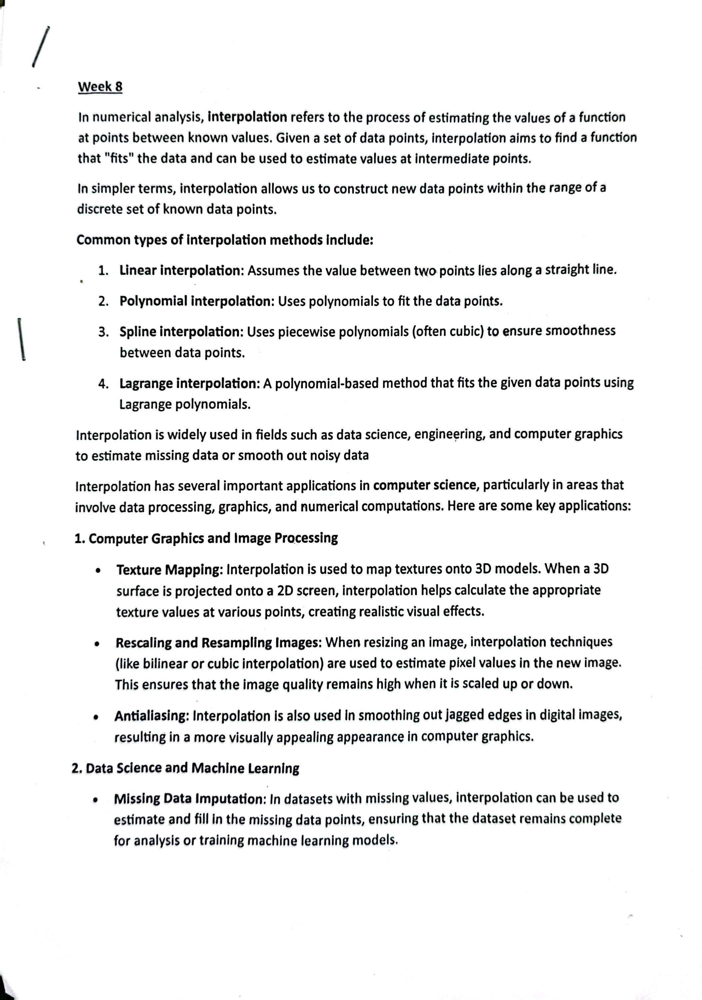 Week 8
In numerical analysis, interpolation refers to the process of estimating the values of a function
at points between known values. Given a set of data points, interpolation aims to find a function
that "fits" the data and can be used to estimate values at intermediate points.
In simpler terms, interpolation allows us to construct new data points within the range of a
discrete set of known data points.
Common types of interpolation methods include:
1. Linear interpolation: Assumes the value between two points lies along a straight line.
2. Polynomial interpolation: Uses polynomials to fit the data points.
3. Spline interpolation: Uses piecewise polynomials (often cubic) to ensure smoothness
between data points.
4. Lagrange interpolation: A polynomial-based method that fits the given data points using
Lagrange polynomials.
Interpolation is widely used in fields such as data science, engineering, and computer graphics
to estimate missing data or smooth out noisy data
Interpolation has several important applications in computer science, particularly in areas that
involve data processing, graphics, and numerical computations. Here are some key applications:
1. Computer Graphics and Image Processing
• Texture Mapping: Interpolation is used to map textures onto 3D models. When a 3D
surface is projected onto a 2D screen, interpolation helps calculate the appropriate
texture values at various points, creating realistic visual effects.
• Rescaling and Resampling Images: When resizing an image, interpolation techniques
(like bilinear or cubic interpolation) are used to estimate pixel values in the new image.
This ensures that the image quality remains high when it is scaled up or down.
• Antialiasing: Interpolation is also used in smoothing out jagged edges in digital images,
resulting in a more visually appealing appearance in computer graphics.
2. Data Science and Machine Learning
• Missing Data Imputation: In datasets with missing values, interpolation can be used to
estimate and fill in the missing data points, ensuring that the dataset remains complete
for analysis or training machine learning models.